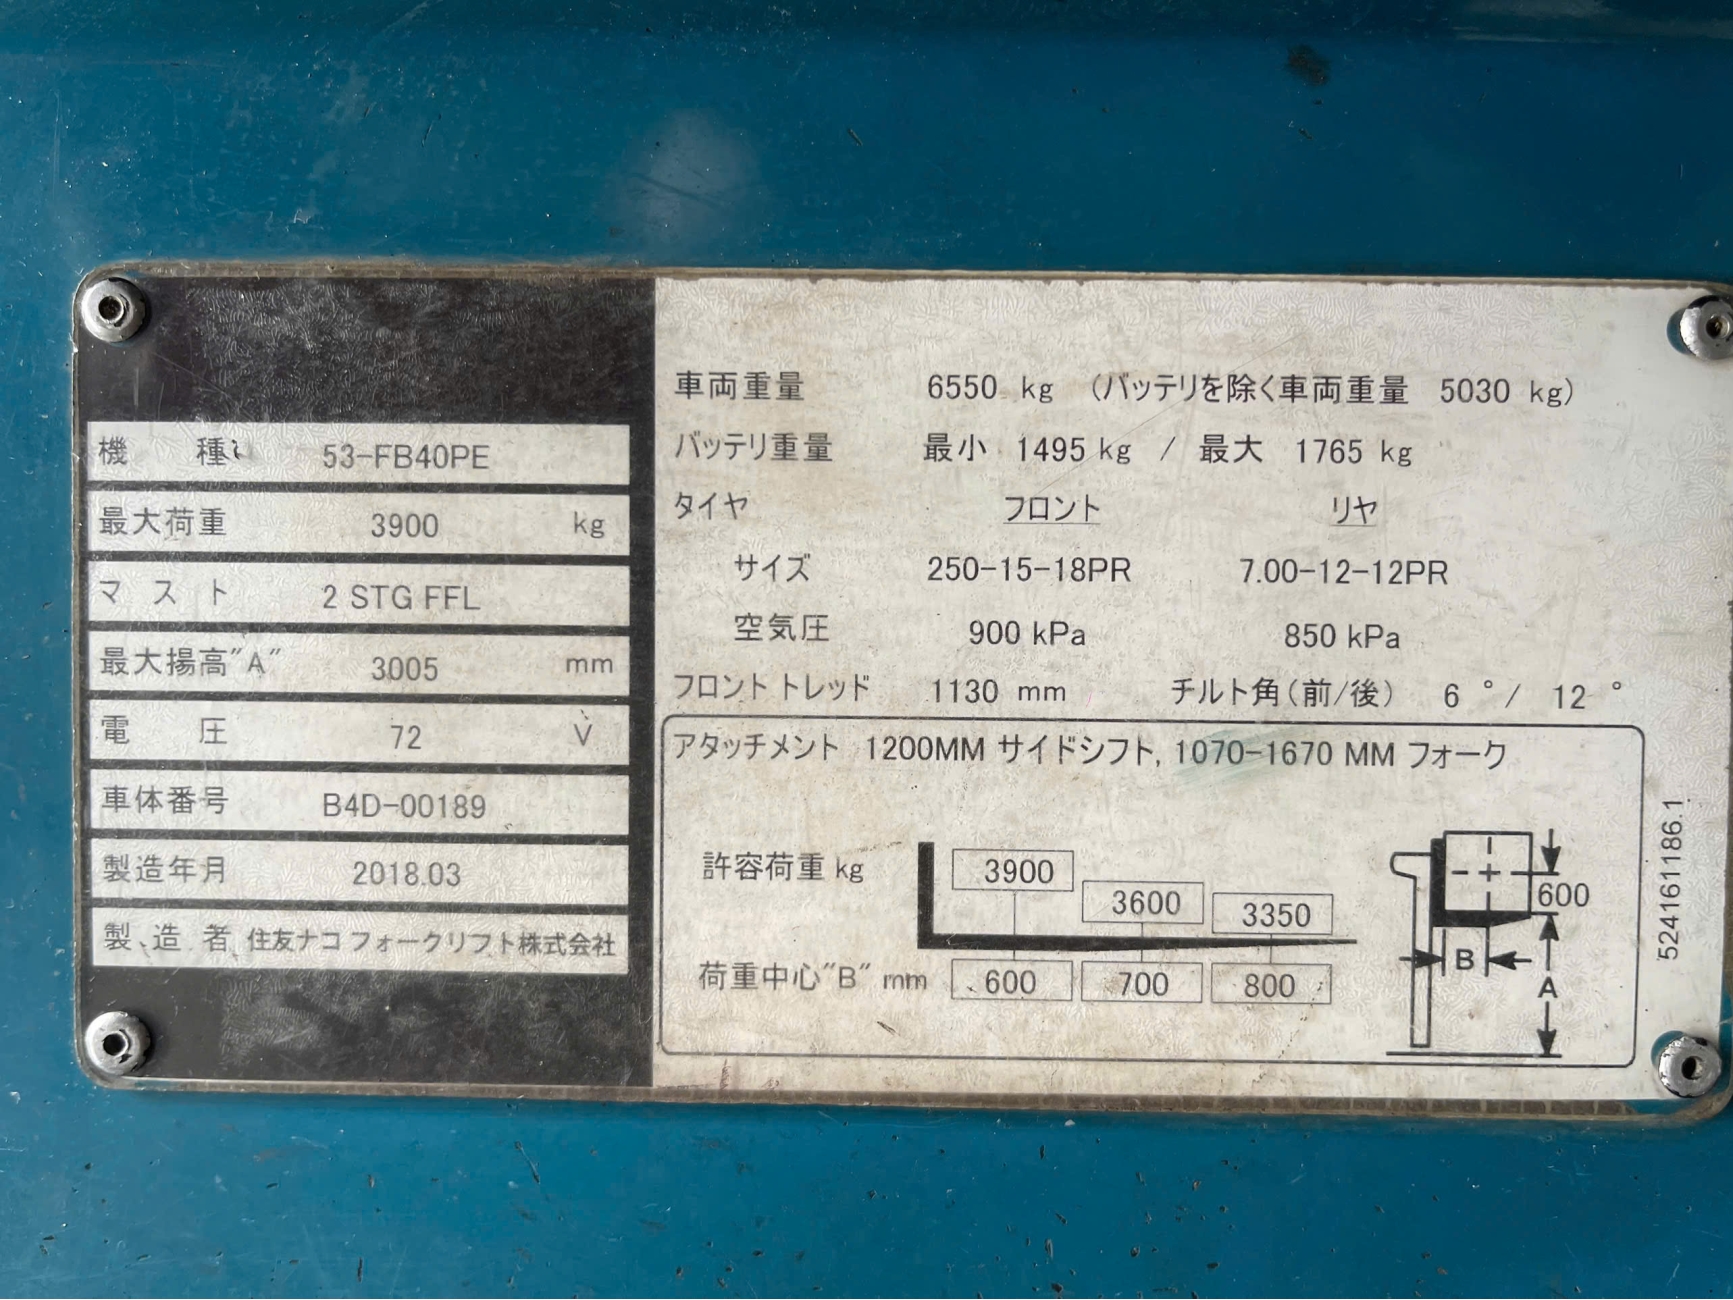 機 種 53-FB40PE
最大荷重 3900 kg
マスト 2 STG FFL
最大揚高"A" 3005 mm
電 圧 72 V
車体番号 B4D-00189
製造年月 2018.03
製造者 住友ナコ フォークリフト株式会社
車両重量 6550 kg (バッテリを除く車両重量 5030 kg)
バッテリ重量 最小 1495 kg / 最大 1765 kg
タイヤ フロント リヤ
サイズ 250-15-18PR 7.00-12-12PR
空気圧 900 kPa 850 kPa
フロントトレッド 1130 mm チルト角(前/後) 6 °/ 12 °
アタッチメント 1200MM サイドシフト, 1070-1670 MM フォーク
許容荷重 kg 3900 3600 3350
荷重中心"B" mm 600 700 800
600
B
A
524161186.1